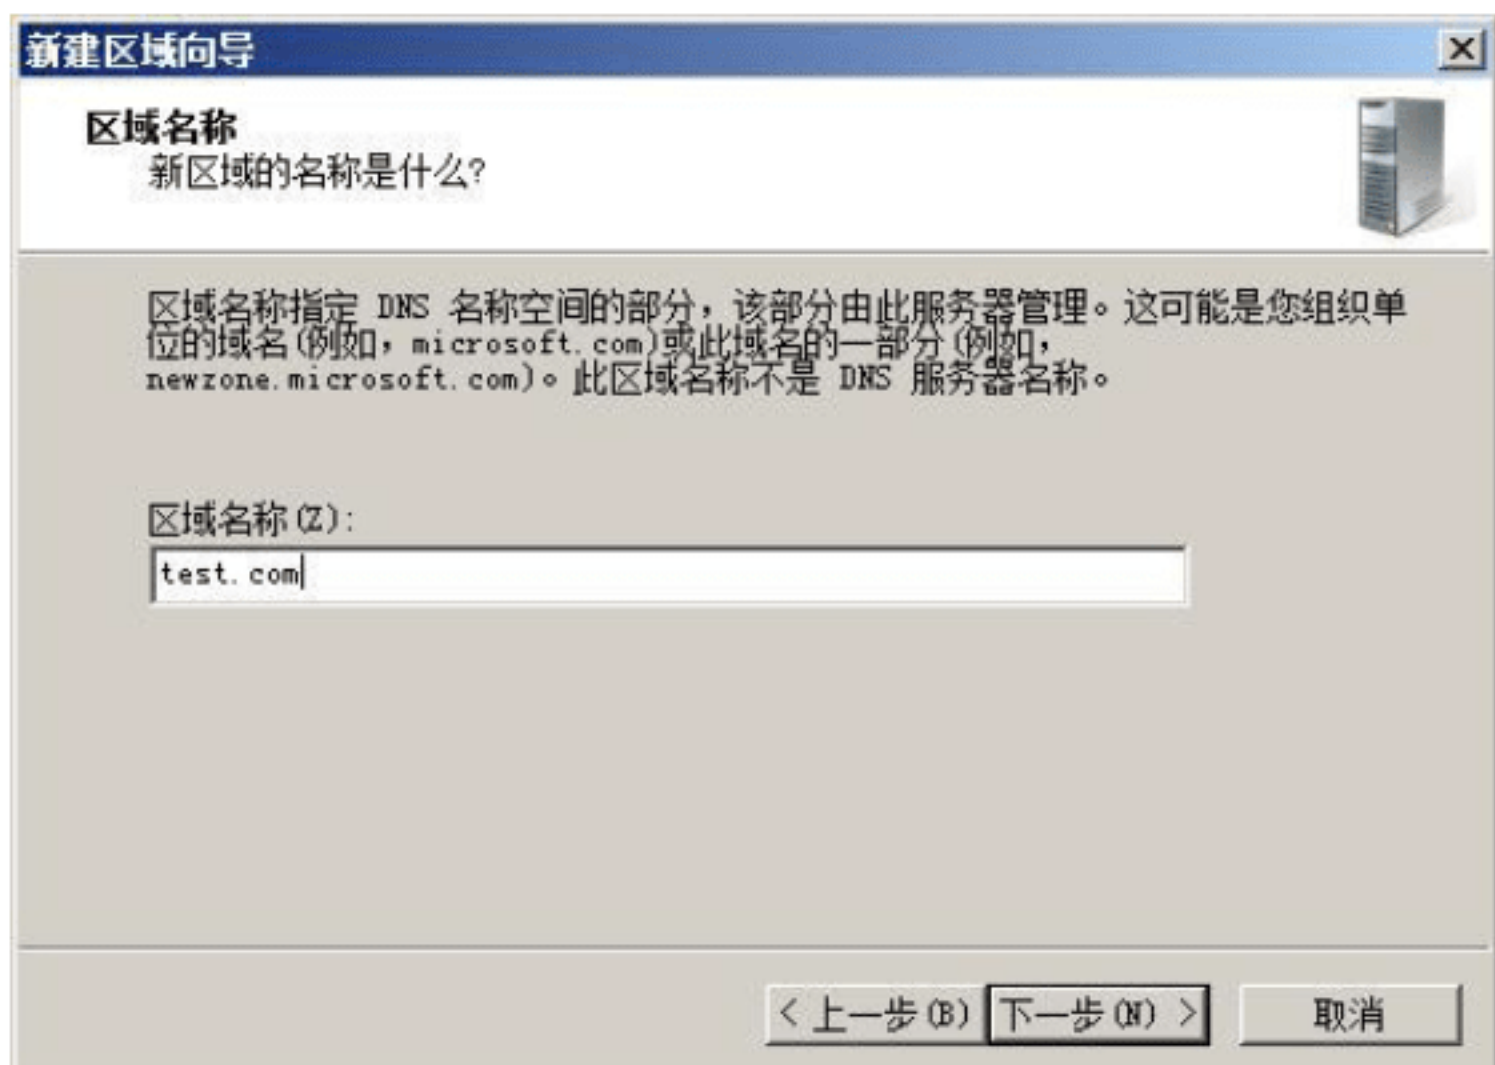 新建区域向导
区域名称
新区域的名称是什么?
区域名称指定 DNS 名称空间的部分，该部分由此服务器管理。这可能是您组织单
位的域名(例如，microsoft.com)或此域名的一部分(例如，
newzone.microsoft.com)。此区域名称不是 DNS 服务器名称。
区域名称(Z):
test.com
< 上一步(B) 下一步(N) > 取消